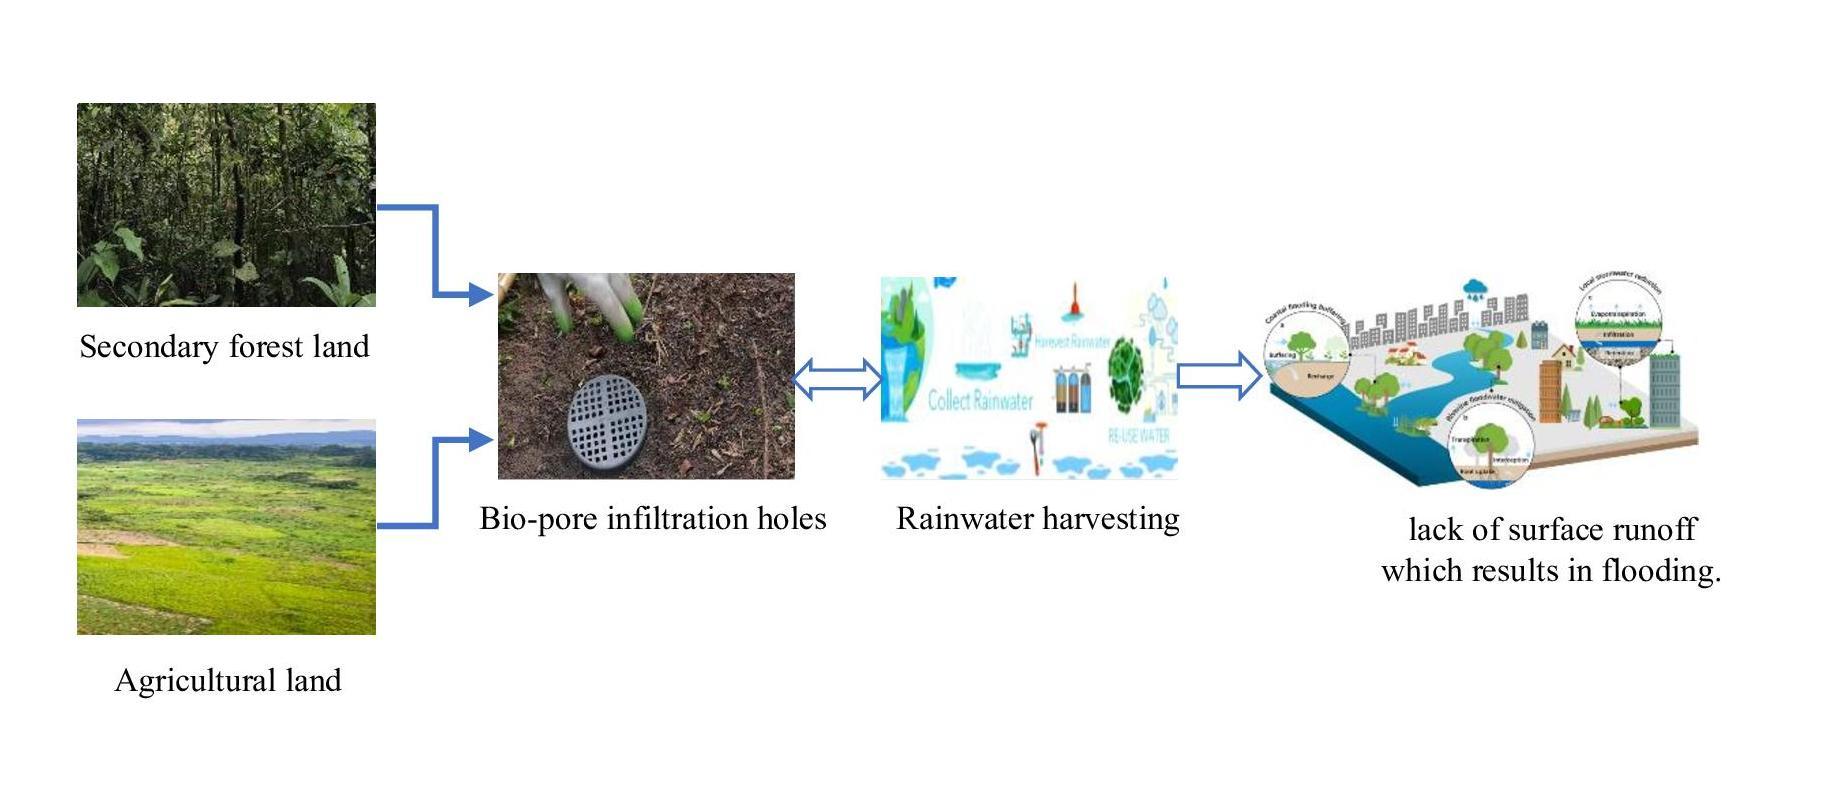 Secondary forest land
Agricultural land
Bio-pore infiltration holes
Harevest Rainwater
Collect Rainwater
RE-USE WATER
Rainwater harvesting
Coastal flooding buffering
a
Buffering
Recharge
Local stormwater reduction
c
Evapotranspiration
Infiltration
Retention
Riverine floodwater mitigation
b
Transpiration
Interception
Plant uptake
lack of surface runoff
which results in flooding.